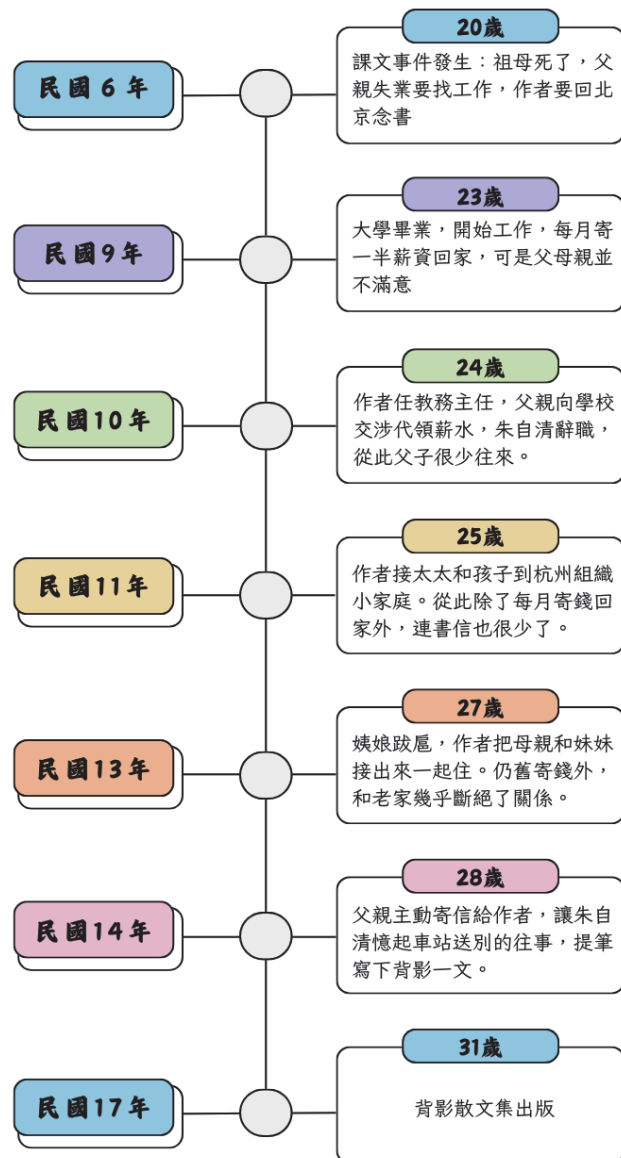 20歲
民國6年
課文事件發生：祖母死了，父
親失業要找工作，作者要回北
京念書
23歲
民國9年
大學畢業，開始工作，每月寄
一半薪資回家，可是父母親並
不滿意
24歲
民國10年
作者任教務主任，父親向學校
交涉代領薪水，朱自清辭職，
從此父子很少往來。
25歲
民國11年
作者接太太和孩子到杭州組織
小家庭。從此除了每月寄錢回
家外，連書信也很少了。
27歲
民國13年
姨娘跋扈，作者把母親和妹妹
接出來一起住。仍舊寄錢外，
和老家幾乎斷絕了關係。
28歲
民國14年
父親主動寄信給作者，讓朱自
清憶起車站送別的往事，提筆
寫下背影一文。
31歲
民國17年
背影散文集出版